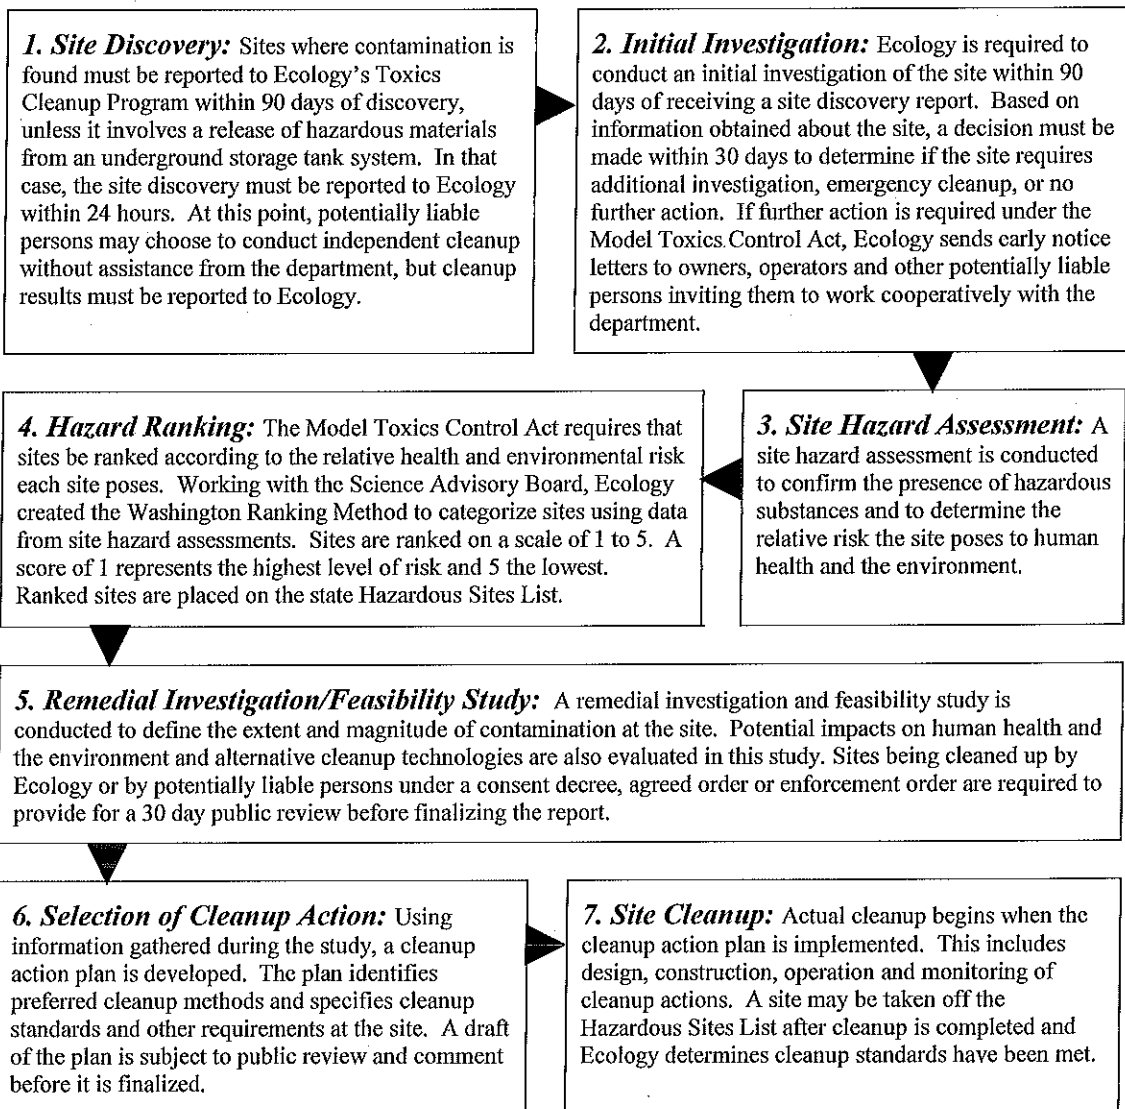 1. Site Discovery: Sites where contamination is
found must be reported to Ecology's Toxics
Cleanup Program within 90 days of discovery,
unless it involves a release of hazardous materials
from an underground storage tank system. In that
case, the site discovery must be reported to Ecology
within 24 hours. At this point, potentially liable
persons may choose to conduct independent cleanup
without assistance from the department, but cleanup
results must be reported to Ecology.
2. Initial Investigation: Ecology is required to
conduct an initial investigation of the site within 90
days of receiving a site discovery report. Based on
information obtained about the site, a decision must be
made within 30 days to determine if the site requires
additional investigation, emergency cleanup, or no
further action. If further action is required under the
Model Toxics Control Act, Ecology sends early notice
letters to owners, operators and other potentially liable
persons inviting them to work cooperatively with the
department.
3. Site Hazard Assessment: A
site hazard assessment is conducted
to confirm the presence of hazardous
substances and to determine the
relative risk the site poses to human
health and the environment.
4. Hazard Ranking: The Model Toxics Control Act requires that
sites be ranked according to the relative health and environmental risk
each site poses. Working with the Science Advisory Board, Ecology
created the Washington Ranking Method to categorize sites using data
from site hazard assessments. Sites are ranked on a scale of 1 to 5. A
score of 1 represents the highest level of risk and 5 the lowest.
Ranked sites are placed on the state Hazardous Sites List.
5. Remedial Investigation/Feasibility Study: A remedial investigation and feasibility study is
conducted to define the extent and magnitude of contamination at the site. Potential impacts on human health and
the environment and alternative cleanup technologies are also evaluated in this study. Sites being cleaned up by
Ecology or by potentially liable persons under a consent decree, agreed order or enforcement order are required to
provide for a 30 day public review before finalizing the report.
6. Selection of Cleanup Action: Using
information gathered during the study, a cleanup
action plan is developed. The plan identifies
preferred cleanup methods and specifies cleanup
standards and other requirements at the site. A draft
of the plan is subject to public review and comment
before it is finalized.
7. Site Cleanup: Actual cleanup begins when the
cleanup action plan is implemented. This includes
design, construction, operation and monitoring of
cleanup actions. A site may be taken off the
Hazardous Sites List after cleanup is completed and
Ecology determines cleanup standards have been met.